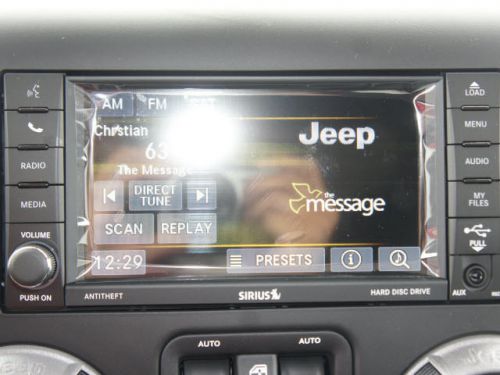 LOAD
MENU
RADIO
AUDIO
MEDIA
MY FILES
VOLUME
PULL
PUSH ON
ANTITHEFT
SIRIUS
HARD DISC DRIVE
AUX
AM FM SAT
Christian
63
The Message
Jeep
the
message
DIRECT
TUNE
SCAN REPLAY
12:29
PRESETS
AUTO
AUTO